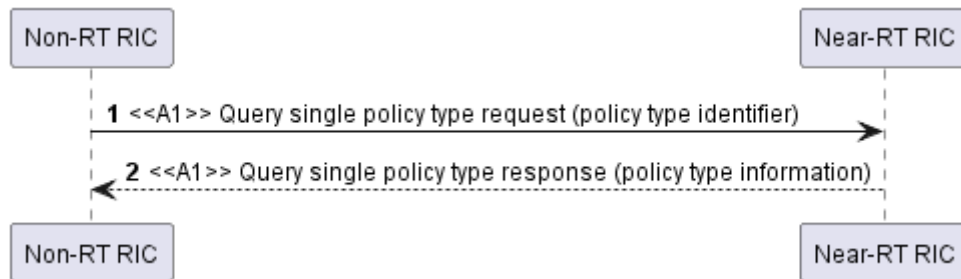 Non-RT RIC
Near-RT RIC
1 <<A1>> Query single policy type request (policy type identifier)
2 <<A1>> Query single policy type response (policy type information)
Non-RT RIC
Near-RT RIC